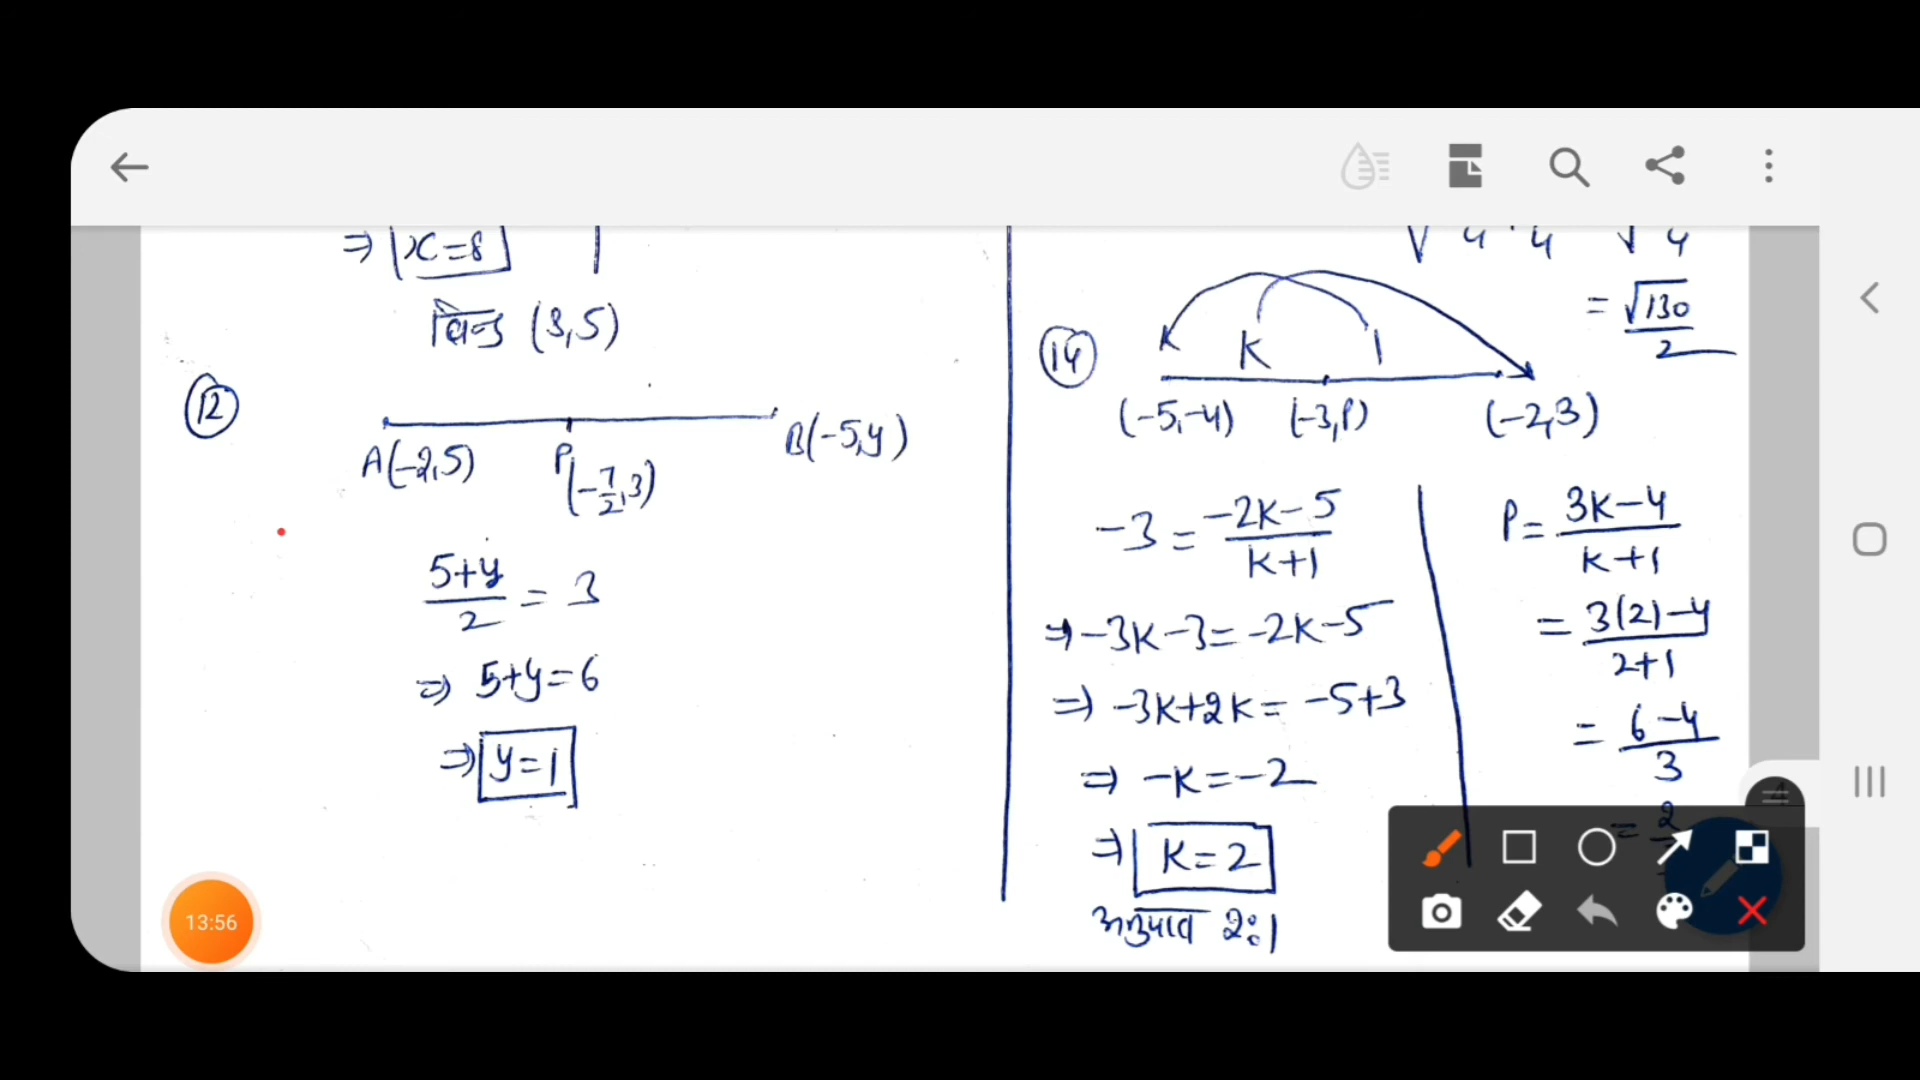 ⇒ x=8
बिन्दु (3,5)
12
A(-2,5) P(-7/2,3) B(-5,y)
(5+y)/2 = 3
⇒ 5+y=6
⇒ y=1
= √130/2
14
K K 1
(-5,-4) (-3,P) (-2,3)
-3 = (-2K-5)/(K+1)
⇒ -3K-3=-2K-5
⇒ -3K+2K= -5+3
⇒ -K=-2
⇒ K=2
अनुपात 2:1
P= (3K-4)/(K+1)
= (3(2)-4)/(2+1)
= (6-4)/3
13:56